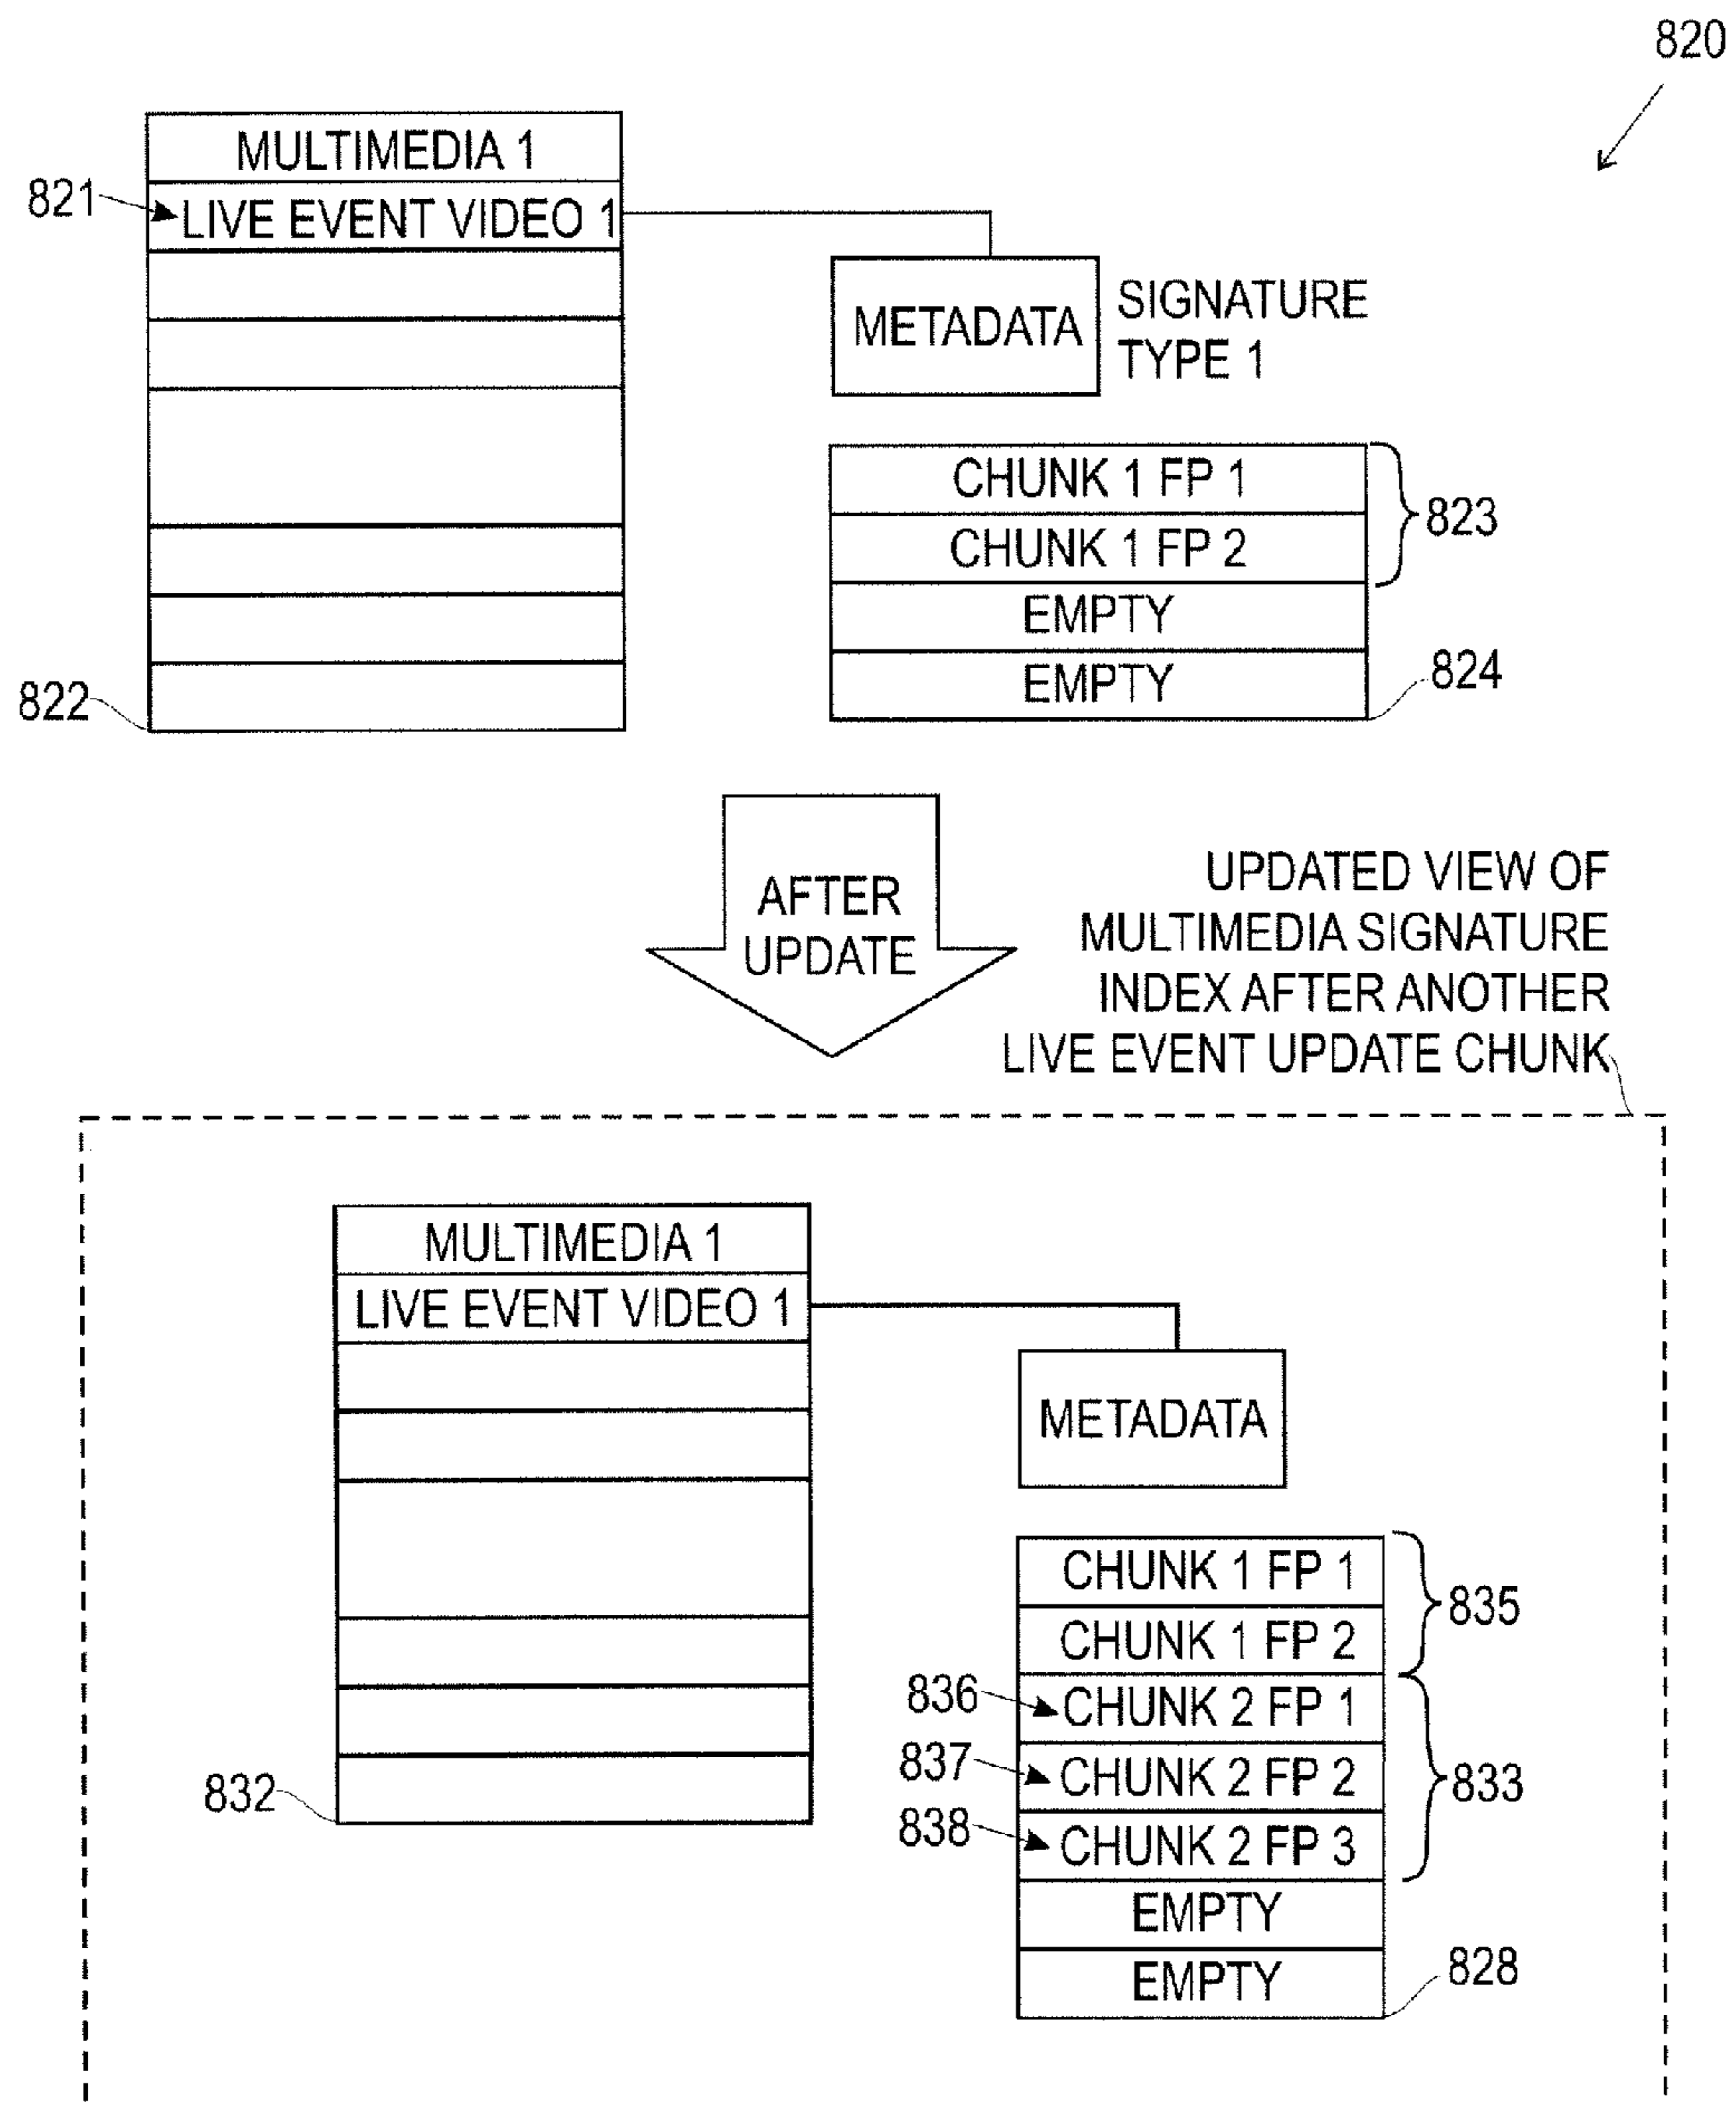 820
MULTIMEDIA 1
821
LIVE EVENT VIDEO 1
METADATA
SIGNATURE
TYPE 1
CHUNK 1 FP 1
CHUNK 1 FP 2
823
EMPTY
EMPTY
824
822
AFTER
UPDATE
UPDATED VIEW OF
MULTIMEDIA SIGNATURE
INDEX AFTER ANOTHER
LIVE EVENT UPDATE CHUNK
MULTIMEDIA 1
LIVE EVENT VIDEO 1
METADATA
CHUNK 1 FP 1
CHUNK 1 FP 2
835
836
CHUNK 2 FP 1
837
CHUNK 2 FP 2
833
838
CHUNK 2 FP 3
EMPTY
EMPTY
828
832